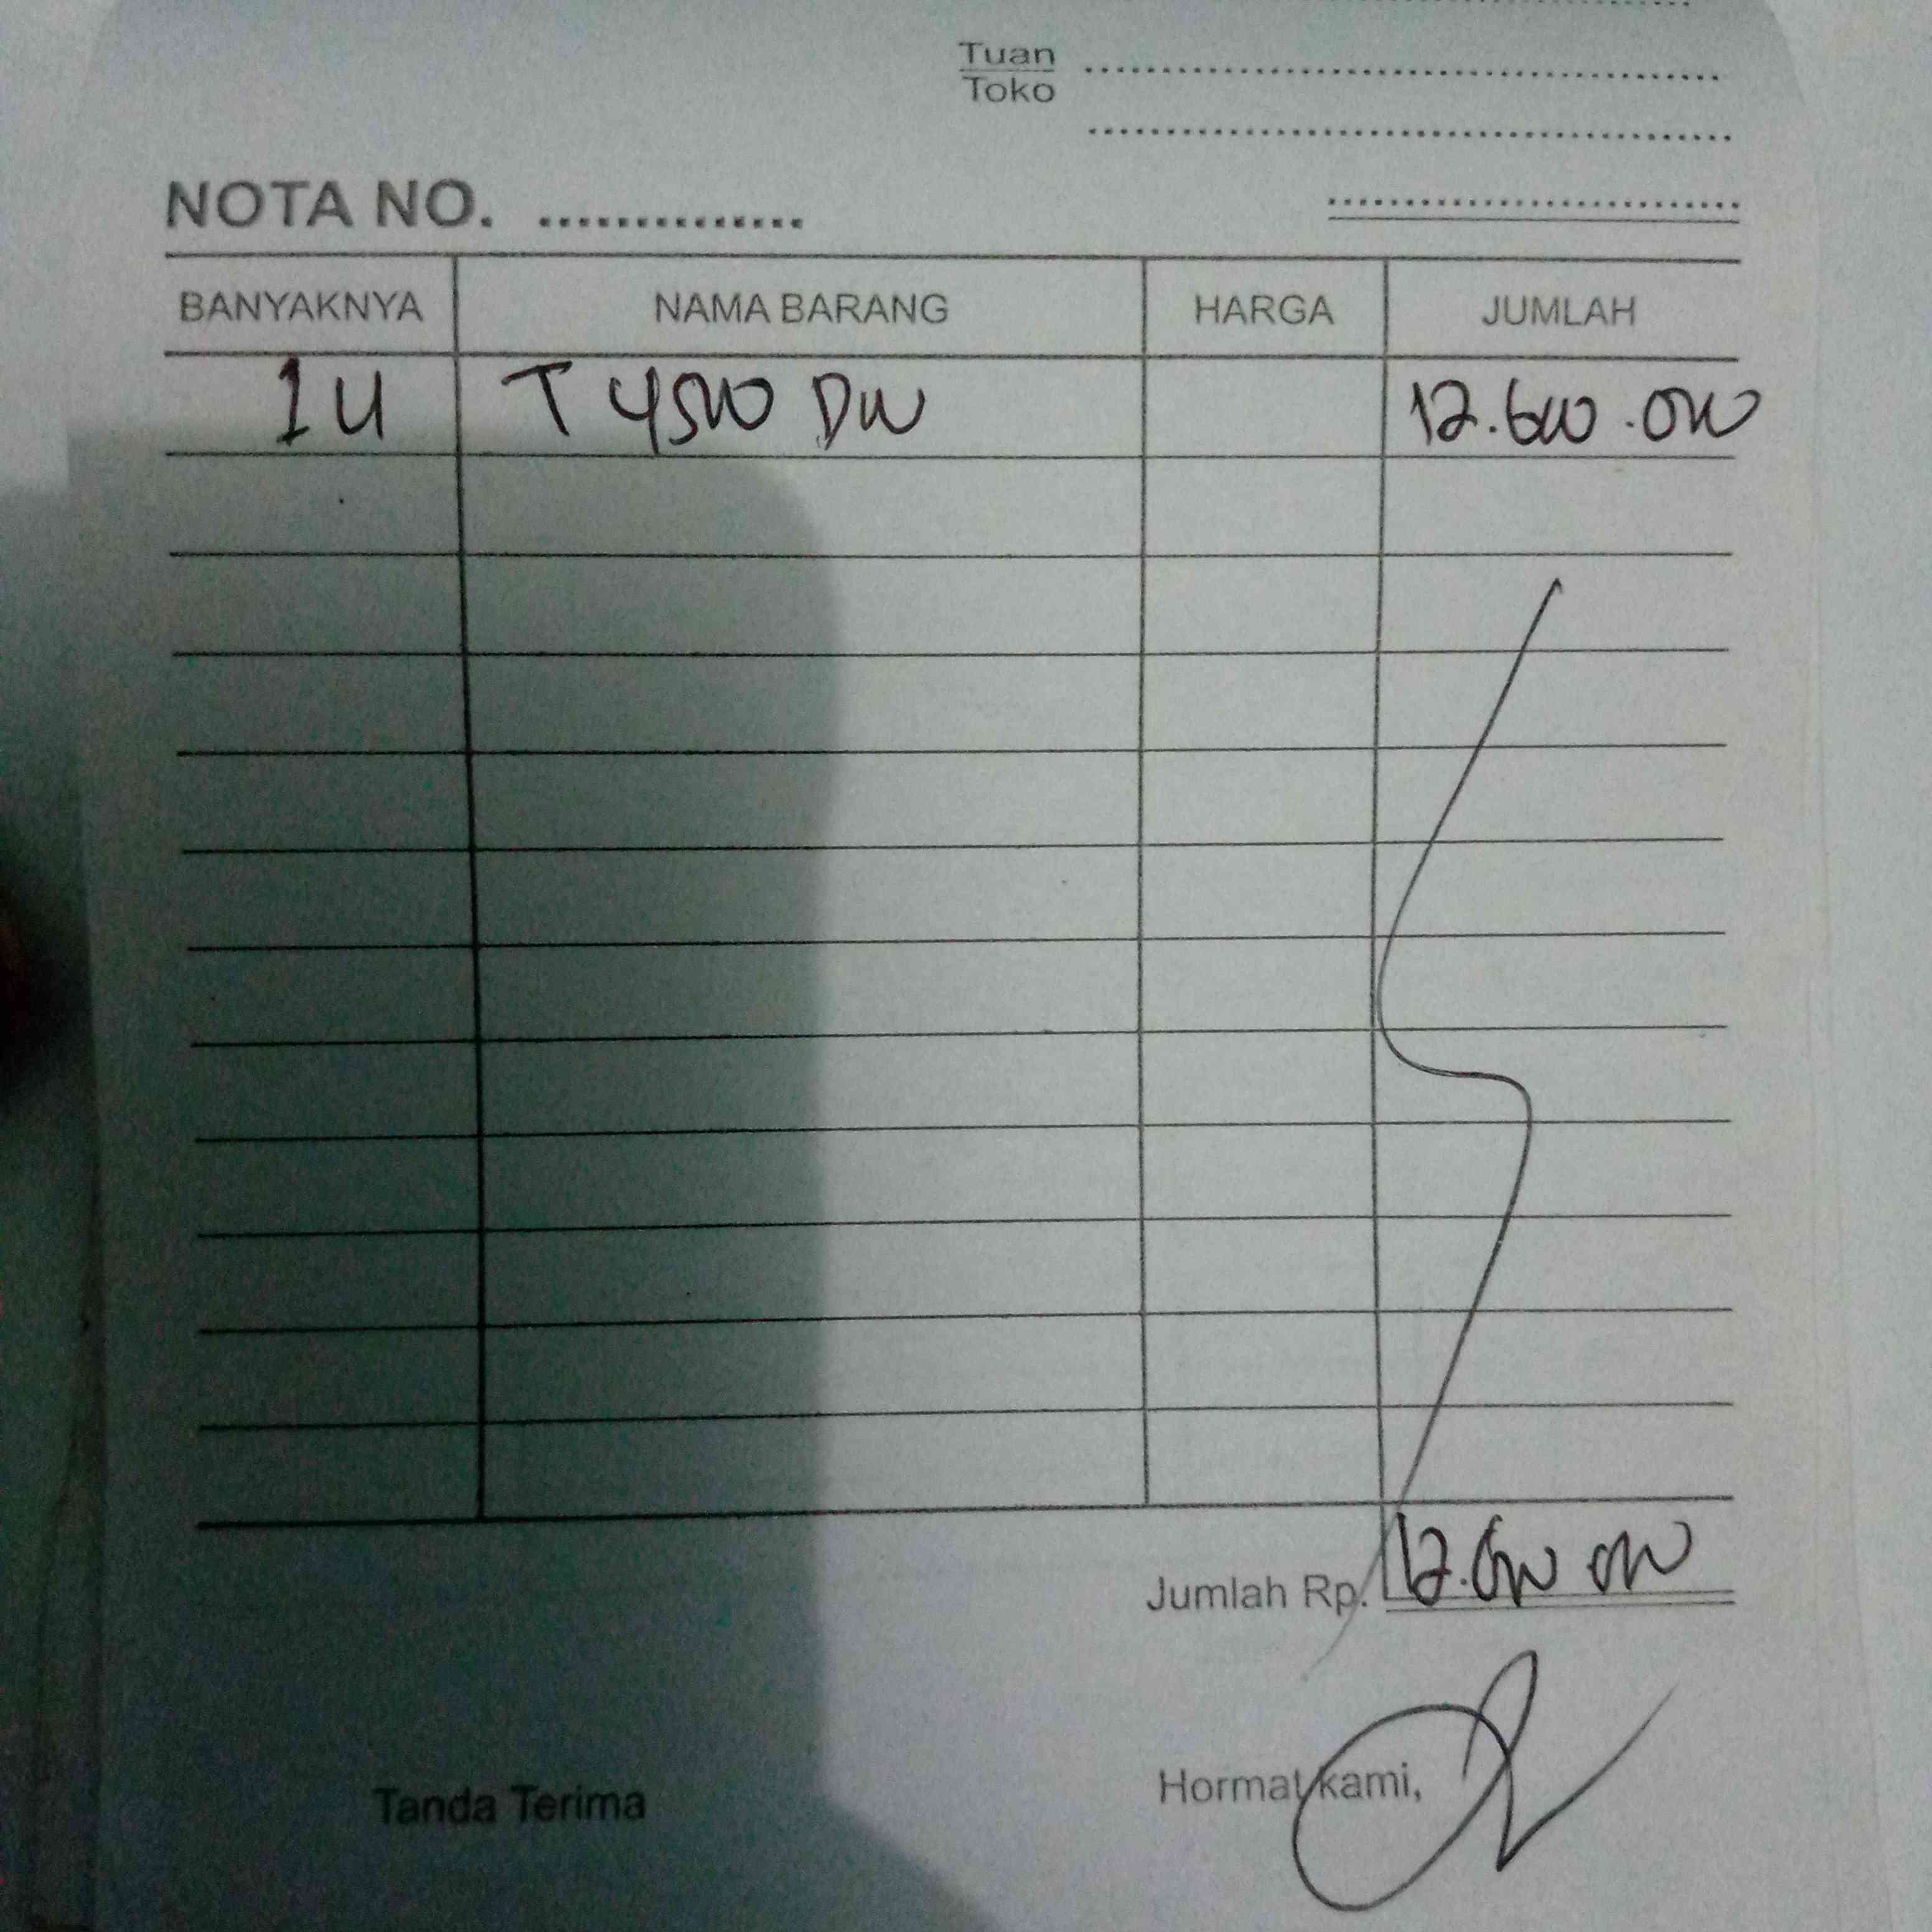 Tuan
Toko
NOTA NO.
BANYAKNYA NAMA BARANG HARGA JUMLAH
1 U T 4500 DW 12.600.000
Jumlah Rp. 12.600 000
Tanda Terima Hormat kami,